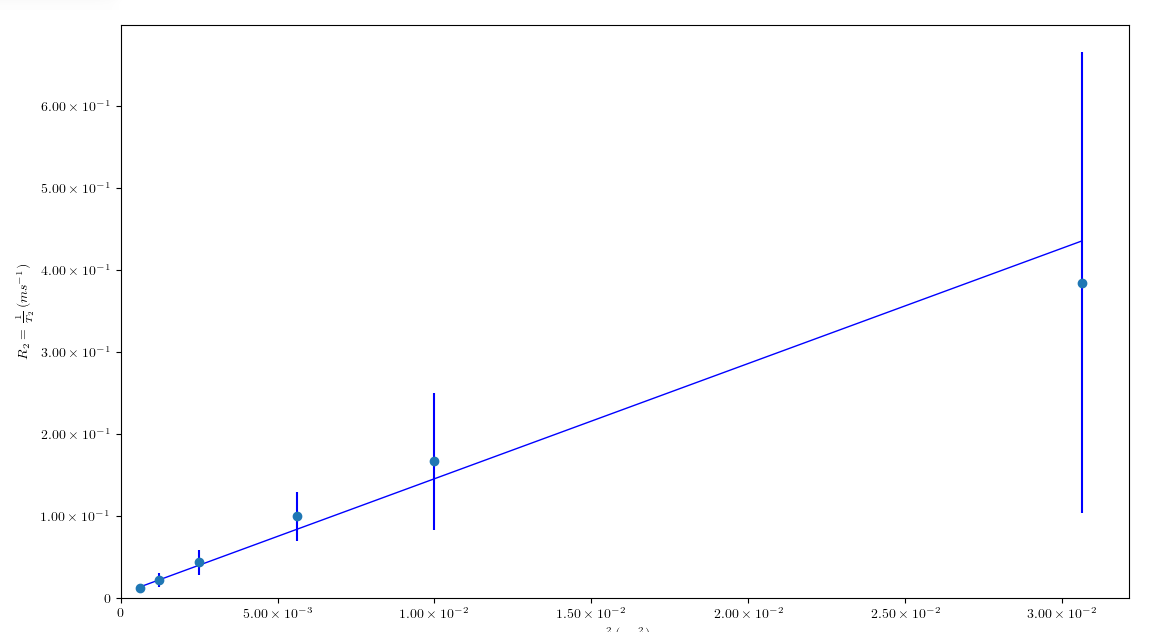 6.00 × 10⁻¹
5.00 × 10⁻¹
4.00 × 10⁻¹
3.00 × 10⁻¹
2.00 × 10⁻¹
1.00 × 10⁻¹
0
R₂ = 1/T₂ (ms⁻¹)
0 5.00 × 10⁻³ 1.00 × 10⁻² 1.50 × 10⁻² 2.00 × 10⁻² 2.50 × 10⁻² 3.00 × 10⁻²